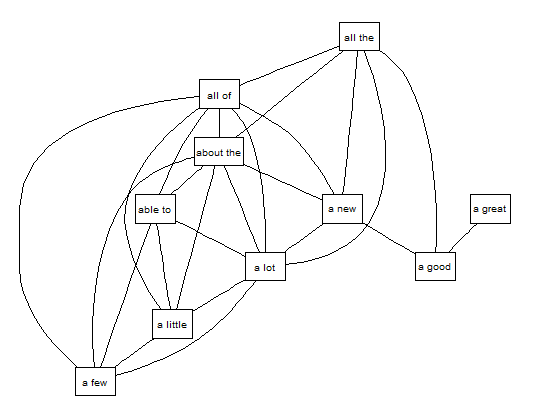 all the
all of
about the
able to
a new
a great
a lot
a good
a little
a few